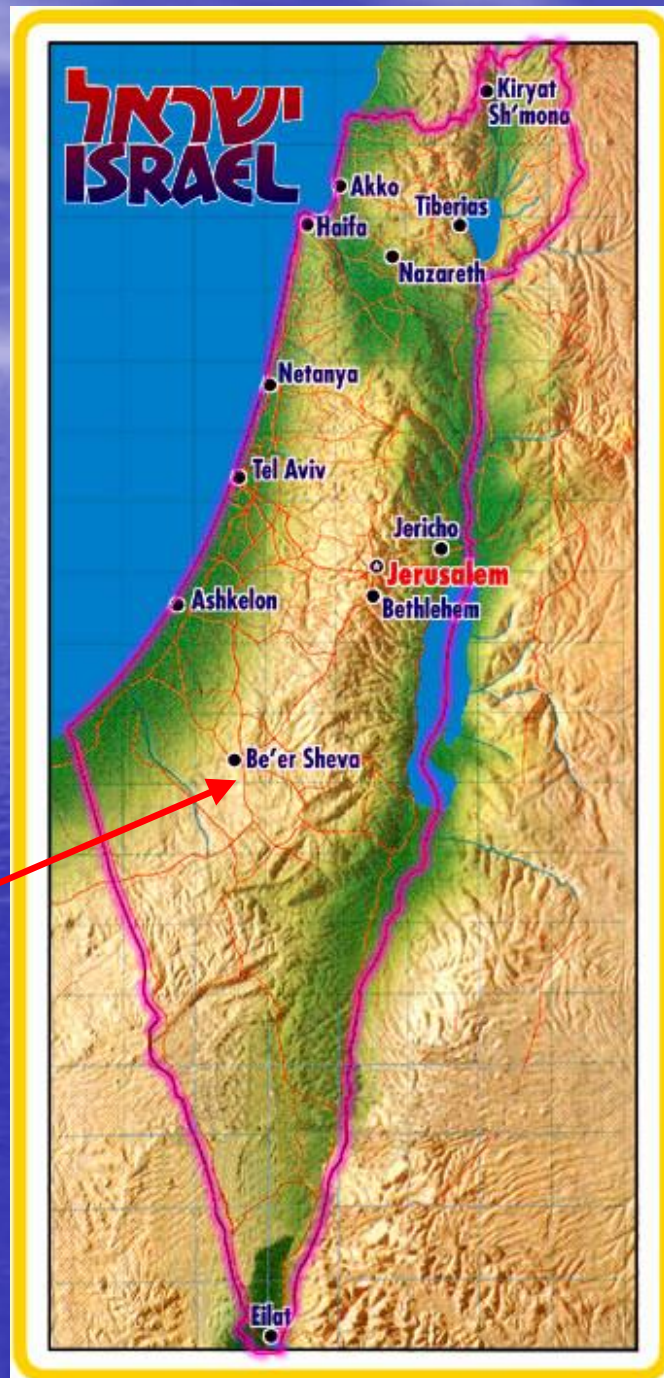 ישראל
ISRAEL
Kiryat
Sh'mona
Akko
Tiberias
Haifa
Nazareth
Netanya
Tel Aviv
Jericho
Jerusalem
Ashkelon
Bethlehem
Be'er Sheva
Eilat